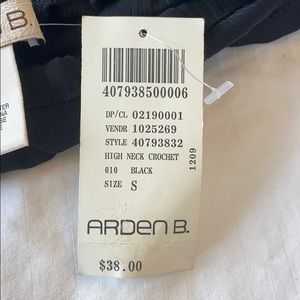 B.
407938500006
DP/CL 02190001
VENDR 1025269
STYLE 40793832
HIGH NECK CROCHET
010 BLACK
SIZE S
1209
ARDEN B.
$38.00